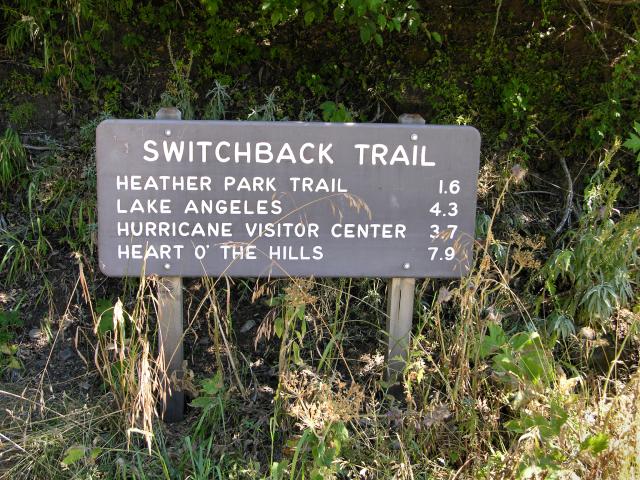 SWITCHBACK TRAIL
HEATHER PARK TRAIL 1.6
LAKE ANGELES 4.3
HURRICANE VISITOR CENTER 3.7
HEART O' THE HILLS 7.9